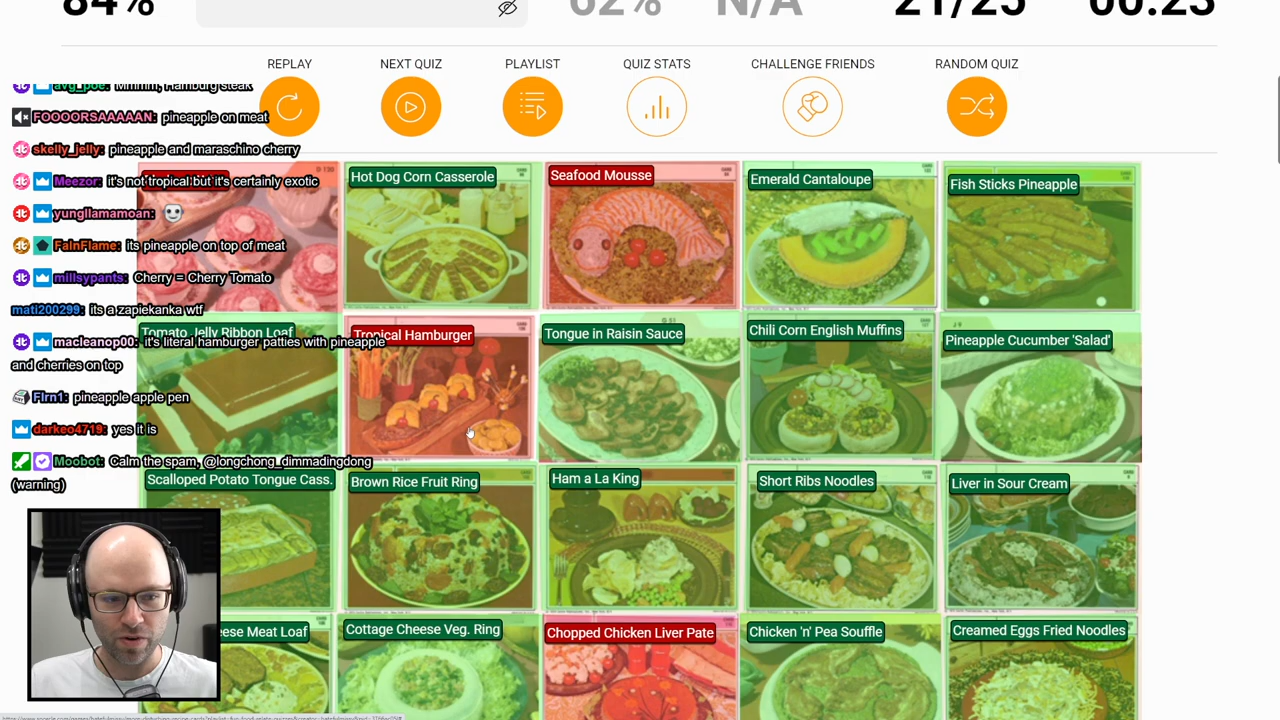 84%
62%
N/A
21/25
00:23
REPLAY
NEXT QUIZ
PLAYLIST
QUIZ STATS
CHALLENGE FRIENDS
RANDOM QUIZ
avg_poe: Mmmm, Hamburg steak
FOOOORSAAAAAN: pineapple on meat
skelly_jelly: pineapple and maraschino cherry
Meezor: it's not tropical but it's certainly exotic
yungllamamoan:
FainFlame: its pineapple on top of meat
millsypants: Cherry = Cherry Tomato
mati200299: its a zapiekanka wtf
macleanop00: it's literal hamburger patties with pineapple
and cherries on top
Flrn1: pineapple apple pen
darkeo4719: yes it is
Moobot: Calm the spam, @longchong_dimmadingdong
(warning)
Hot Dog Corn Casserole
Seafood Mousse
Emerald Cantaloupe
Fish Sticks Pineapple
Tomato Jelly Ribbon Loaf
Tropical Hamburger
Tongue in Raisin Sauce
Chili Corn English Muffins
Pineapple Cucumber 'Salad'
Scalloped Potato Tongue Cass.
Brown Rice Fruit Ring
Ham a La King
Short Ribs Noodles
Liver in Sour Cream
Meat Loaf
Cottage Cheese Veg. Ring
Chopped Chicken Liver Pate
Chicken 'n' Pea Souffle
Creamed Eggs Fried Noodles